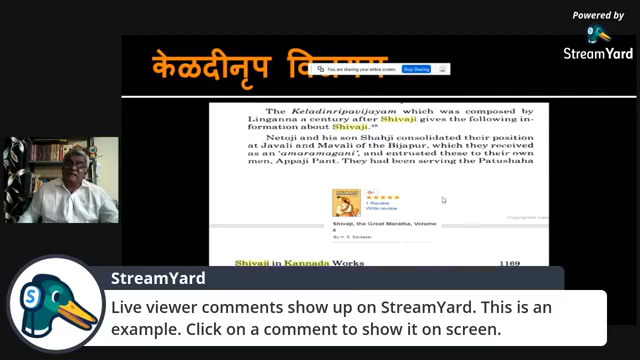 Powered by
StreamYard
केळदीनृप
You are sharing your entire screen.
Stop Sharing
The Keladinripavijayam which was composed by
Linganna a century after Shivaji gives the following in-
formation about Shivaji.
Netoji and his son Shahji consolidated their position
at Javali and Mavali of the Bijapur, which they received
as an 'amaramagani', and entrusted these to their own
men, Appaji Pant. They had been serving the Patushaha
1 Review
Write review
Shivaji, the Great Maratha, Volume
4
By H. S. Sardesai
Shivaji in Kannada Works 1169
StreamYard
Live viewer comments show up on StreamYard. This is an
example. Click on a comment to show it on screen.